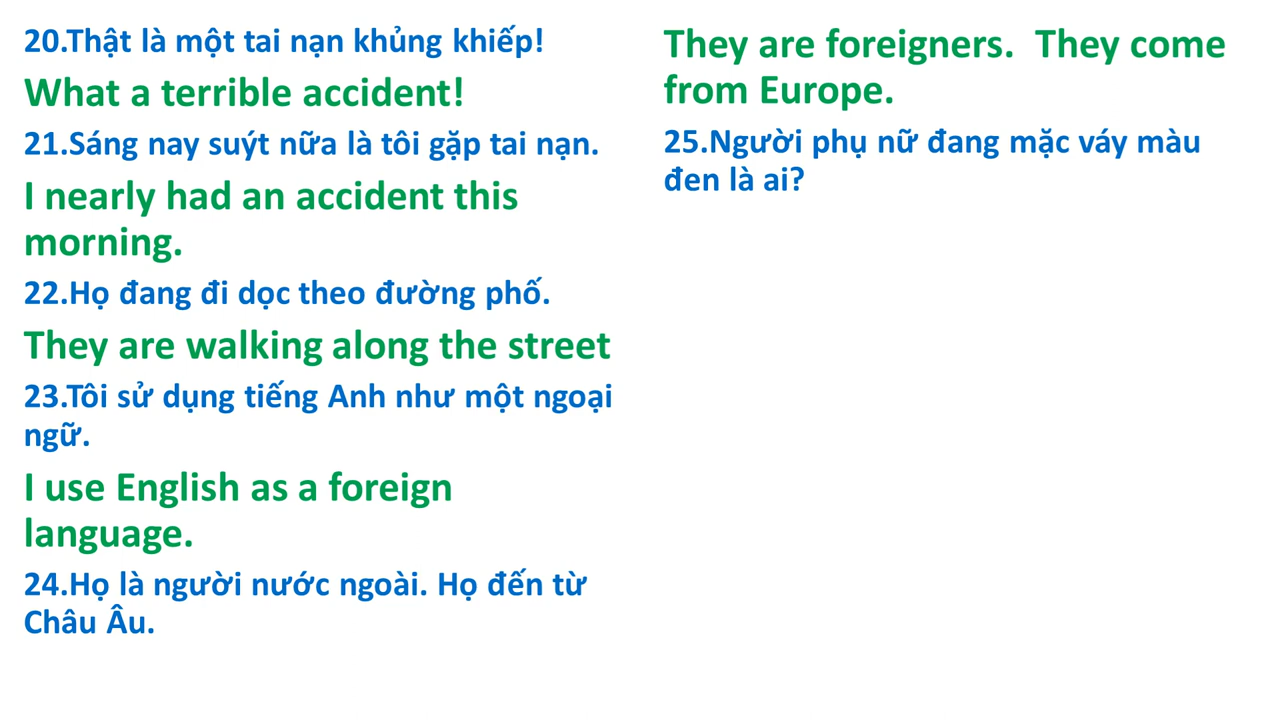 20.Thật là một tai nạn khủng khiếp!
What a terrible accident!
21.Sáng nay suýt nữa là tôi gặp tai nạn.
I nearly had an accident this
morning.
22.Họ đang đi dọc theo đường phố.
They are walking along the street
23.Tôi sử dụng tiếng Anh như một ngoại
ngữ.
I use English as a foreign
language.
24.Họ là người nước ngoài. Họ đến từ
Châu Âu.
They are foreigners.  They come
from Europe.
25.Người phụ nữ đang mặc váy màu
đen là ai?